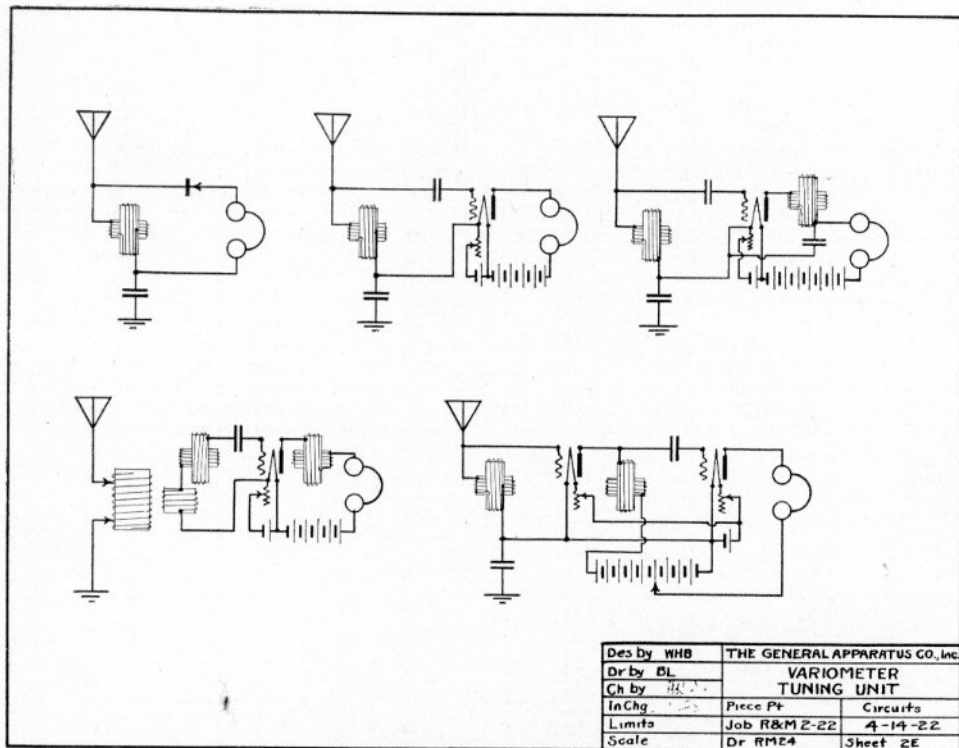 Des by WHB THE GENERAL APPARATUS CO., Inc.
Dr by BL VARIOMETER
Ch by TUNING UNIT
In Chg Piece Pt Circuits
Limits Job R&M 2-22 4-14-22
Scale Dr RM24 Sheet 2E